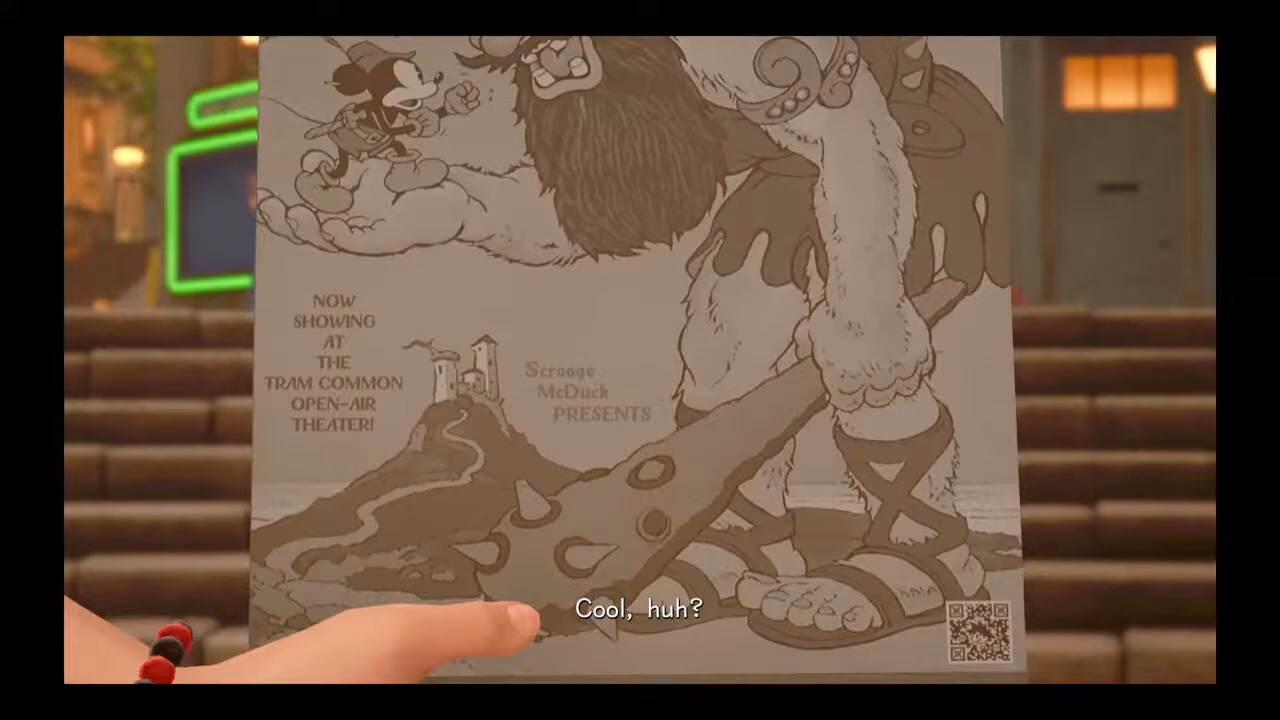 NOW
SHOWING
AT
THE
TRAM COMMON
OPEN-AIR
THEATER!
Scrooge
McDuck
PRESENTS
Cool, huh?